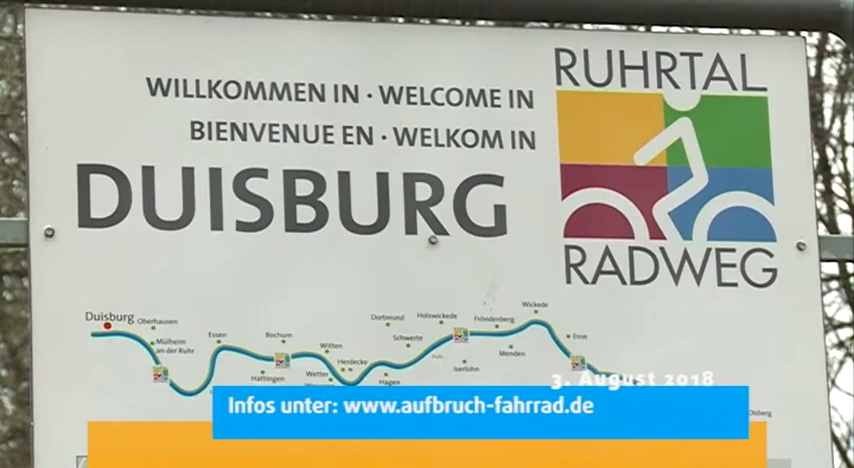 WILLKOMMEN IN · WELCOME IN
BIENVENUE EN · WELKOM IN
DUISBURG
RUHRTAL
RADWEG
Duisburg
Oberhausen
Mülheim
an der Ruhr
Essen
Bochum
Hattingen
Witten
Wetter
Herdecke
Hagen
Dortmund
Schwerte
Holzwickede
Ruhr
Iserlohn
Fröndenberg
Menden
Wickede
Ense
Olsberg
3. August 2018
Infos unter: www.aufbruch-fahrrad.de